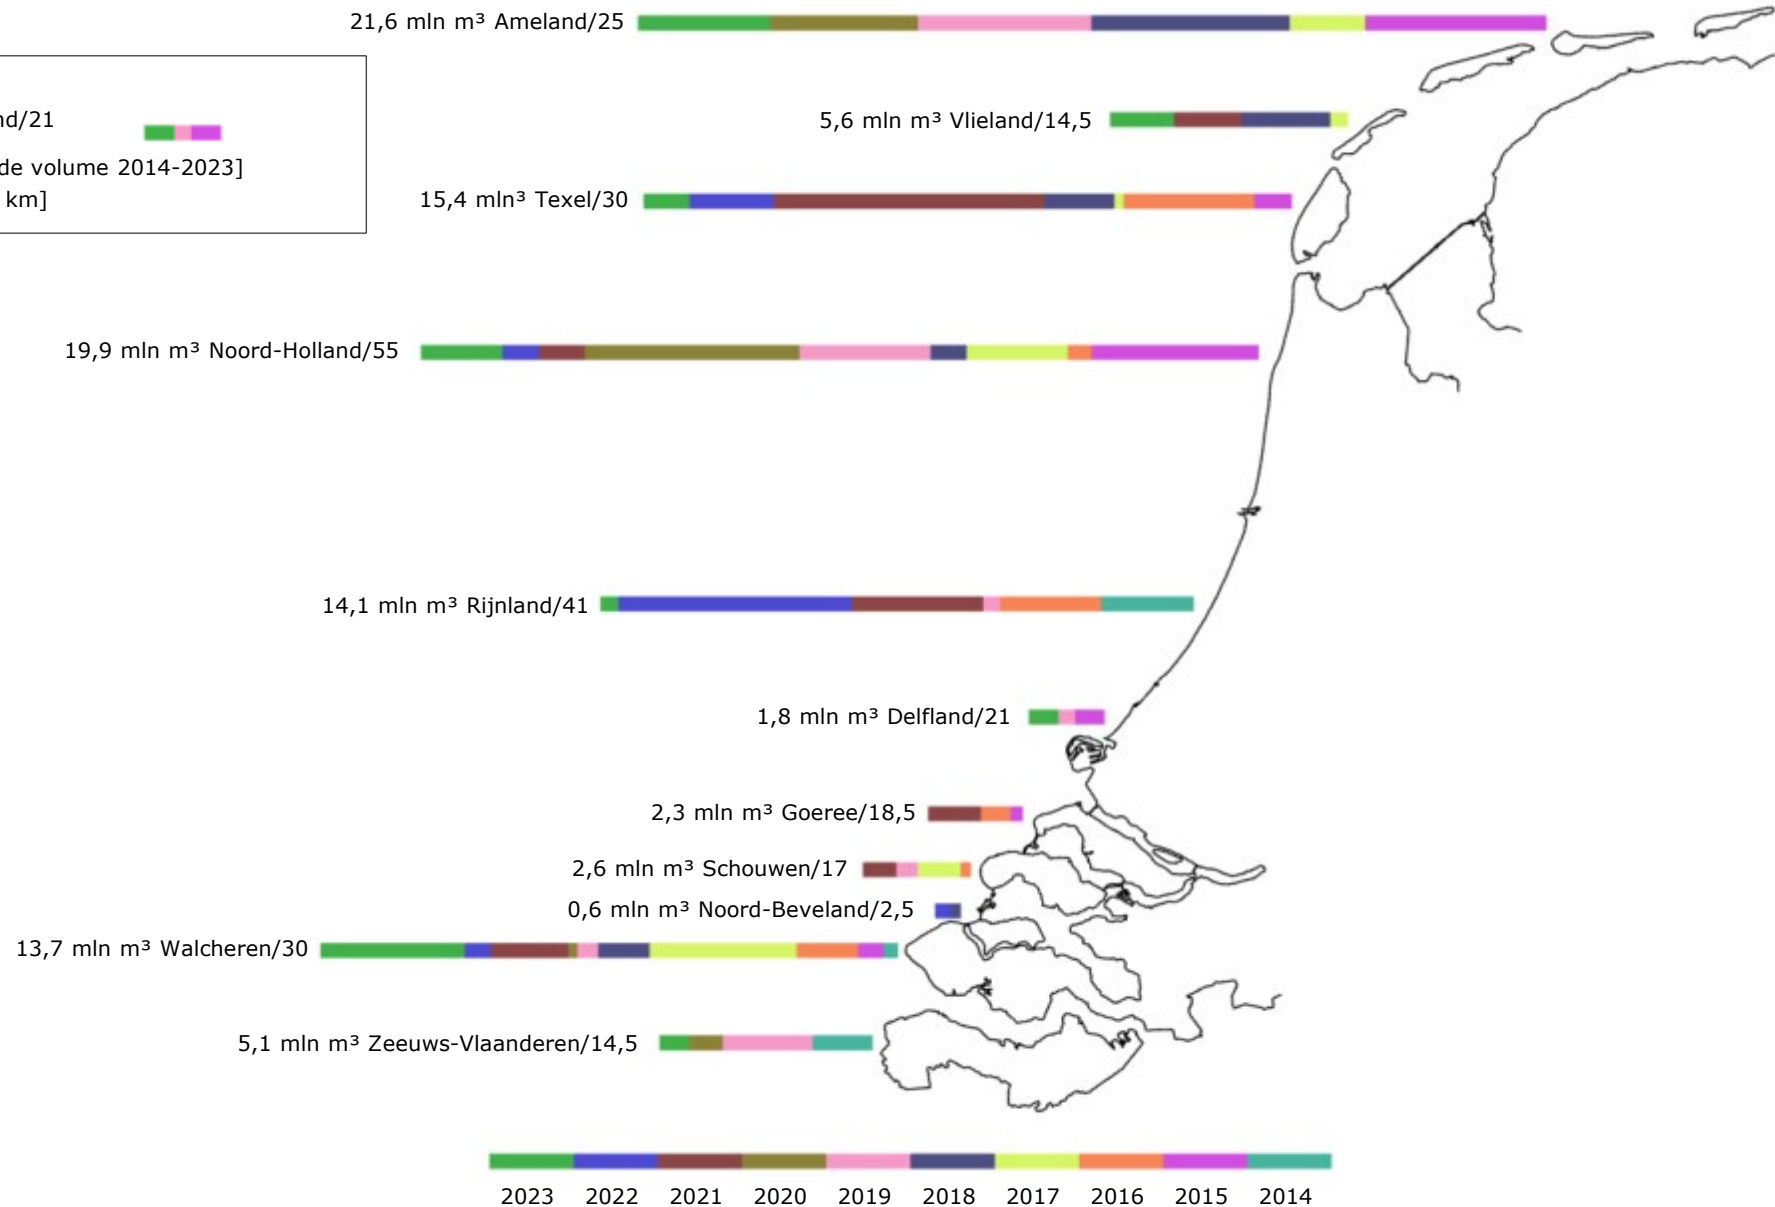 21,6 mln m³ Ameland/25
nd/21
de volume 2014-2023]
km]
5,6 mln m³ Vlieland/14,5
15,4 mln³ Texel/30
19,9 mln m³ Noord-Holland/55
14,1 mln m³ Rijnland/41
1,8 mln m³ Delfland/21
2,3 mln m³ Goeree/18,5
2,6 mln m³ Schouwen/17
0,6 mln m³ Noord-Beveland/2,5
13,7 mln m³ Walcheren/30
5,1 mln m³ Zeeuws-Vlaanderen/14,5
2023 2022 2021 2020 2019 2018 2017 2016 2015 2014